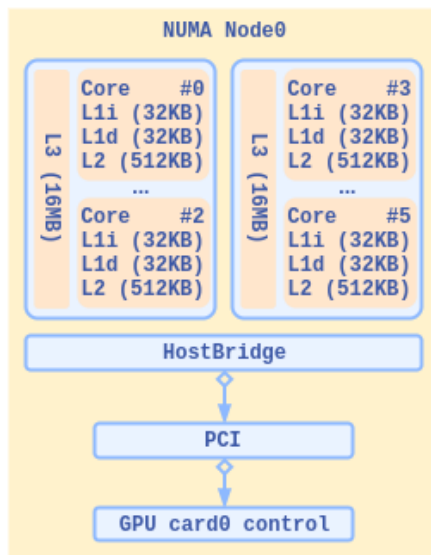 NUMA Node0
L3 (16MB)
Core #0
L1i (32KB)
L1d (32KB)
L2 (512KB)
...
Core #2
L1i (32KB)
L1d (32KB)
L2 (512KB)
L3 (16MB)
Core #3
L1i (32KB)
L1d (32KB)
L2 (512KB)
...
Core #5
L1i (32KB)
L1d (32KB)
L2 (512KB)
HostBridge
PCI
GPU card0 control